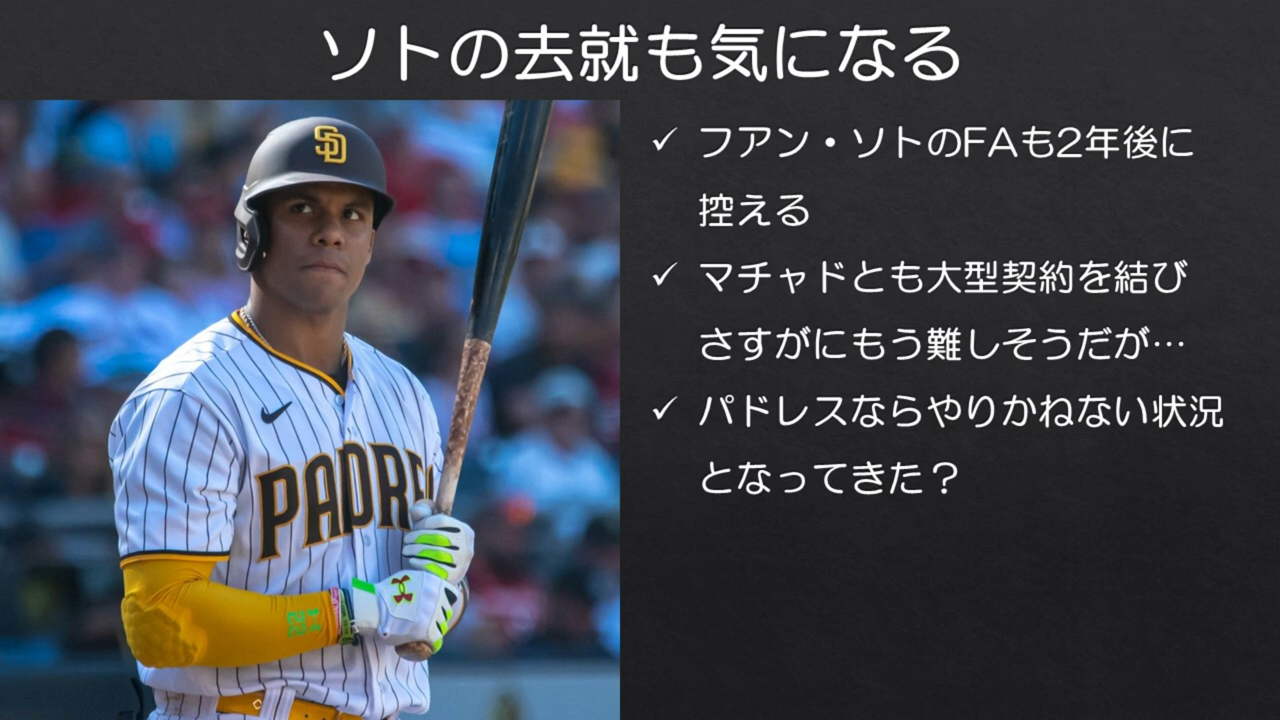 ソトの去就も気になる
フアン・ソトのFAも2年後に
控える
マチャドとも大型契約を結び
さすがにもう難しそうだが…
パドレスならやりかねない状況
となってきた？
SD
PADRE
22